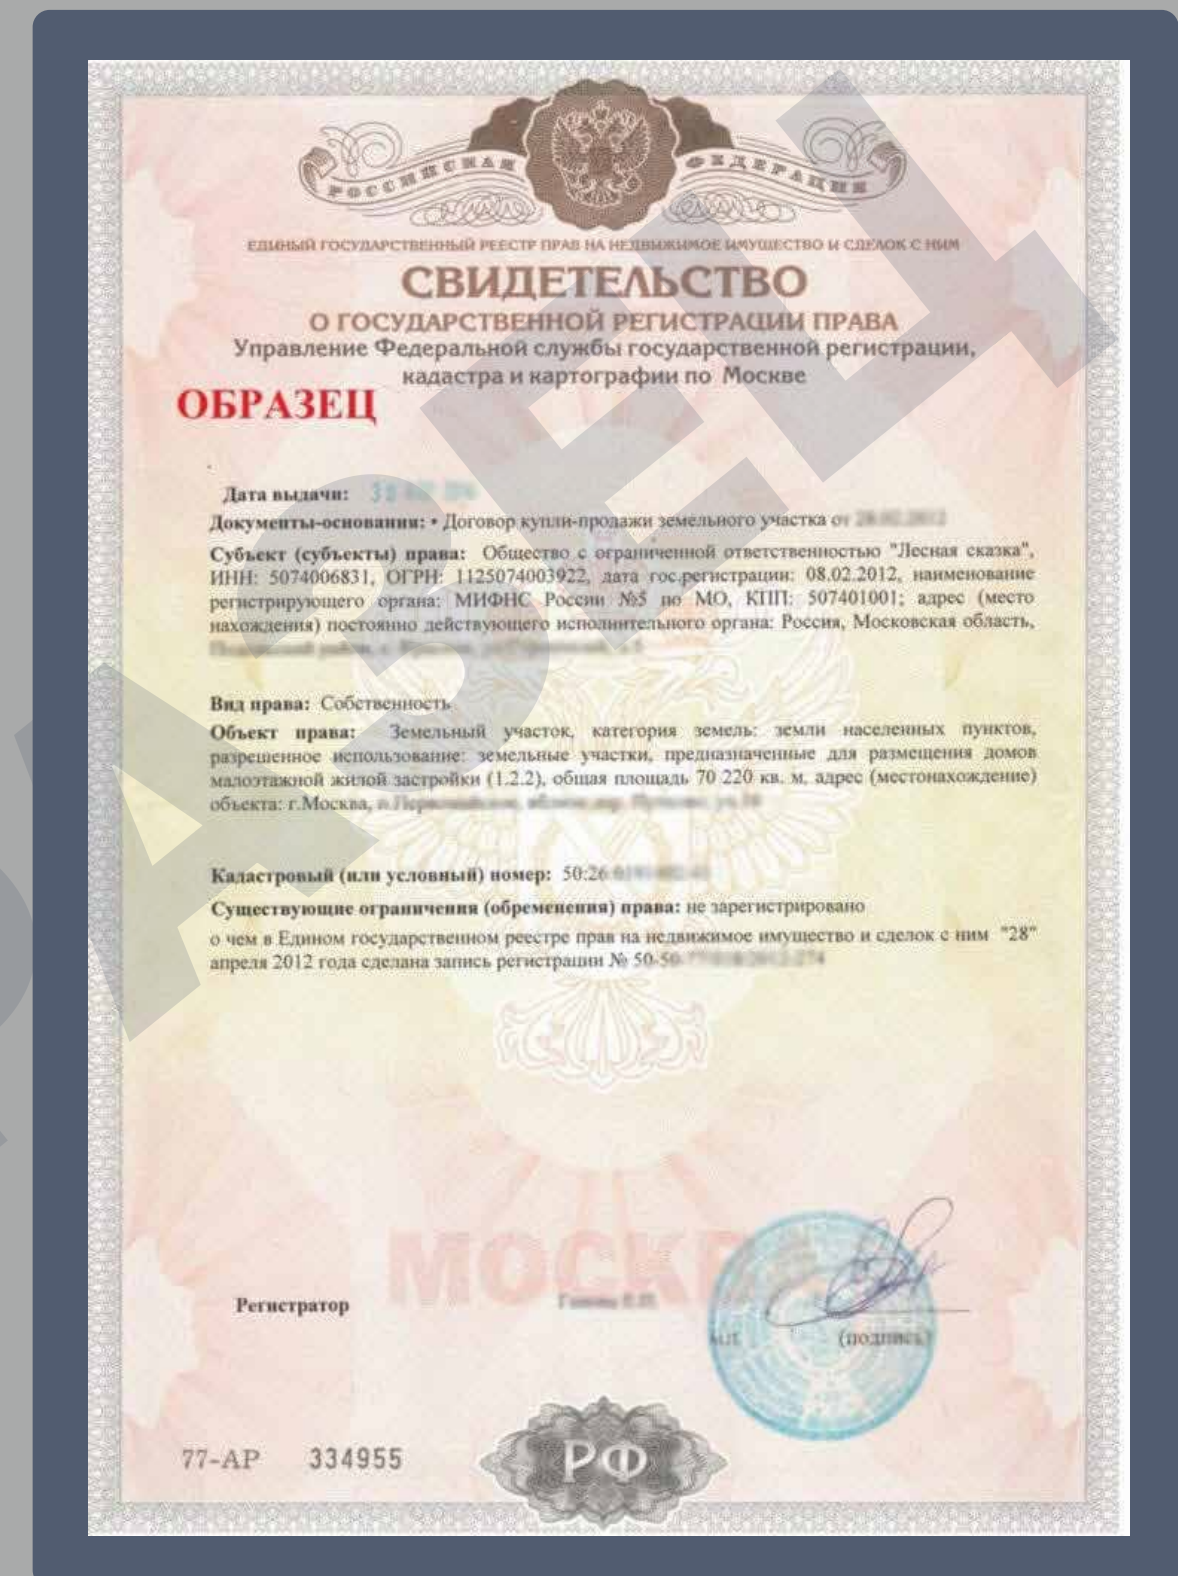 РОССИЙСКАЯ ФЕДЕРАЦИЯ
ЕДИНЫЙ ГОСУДАРСТВЕННЫЙ РЕЕСТР ПРАВ НА НЕДВИЖИМОЕ ИМУЩЕСТВО И СДЕЛОК С НИМ
СВИДЕТЕЛЬСТВО
О ГОСУДАРСТВЕННОЙ РЕГИСТРАЦИИ ПРАВА
Управление Федеральной службы государственной регистрации,
кадастра и картографии по Москве
ОБРАЗЕЦ
Дата выдачи:
Документы-основания: • Договор купли-продажи земельного участка от 28.02.2012
Субъект (субъекты) права: Общество с ограниченной ответственностью "Лесная сказка",
ИНН: 5074006831, ОГРН: 1125074003922, дата гос.регистрации: 08.02.2012, наименование
регистрирующего органа: МИФНС России №5 по МО, КПП: 507401001; адрес (место
нахождения) постоянно действующего исполнительного органа: Россия, Московская область,
Вид права: Собственность
Объект права: Земельный участок, категория земель: земли населенных пунктов,
разрешенное использование: земельные участки, предназначенные для размещения домов
малоэтажной жилой застройки (1.2.2), общая площадь 70 220 кв. м, адрес (местонахождение)
объекта: г.Москва,
Кадастровый (или условный) номер: 50:26
Существующие ограничения (обременения) права: не зарегистрировано
о чем в Едином государственном реестре прав на недвижимое имущество и сделок с ним "28"
апреля 2012 года сделана запись регистрации № 50-50-
МОСКВА
Регистратор
М.П. (подпись)
77-АР 334955
РФ